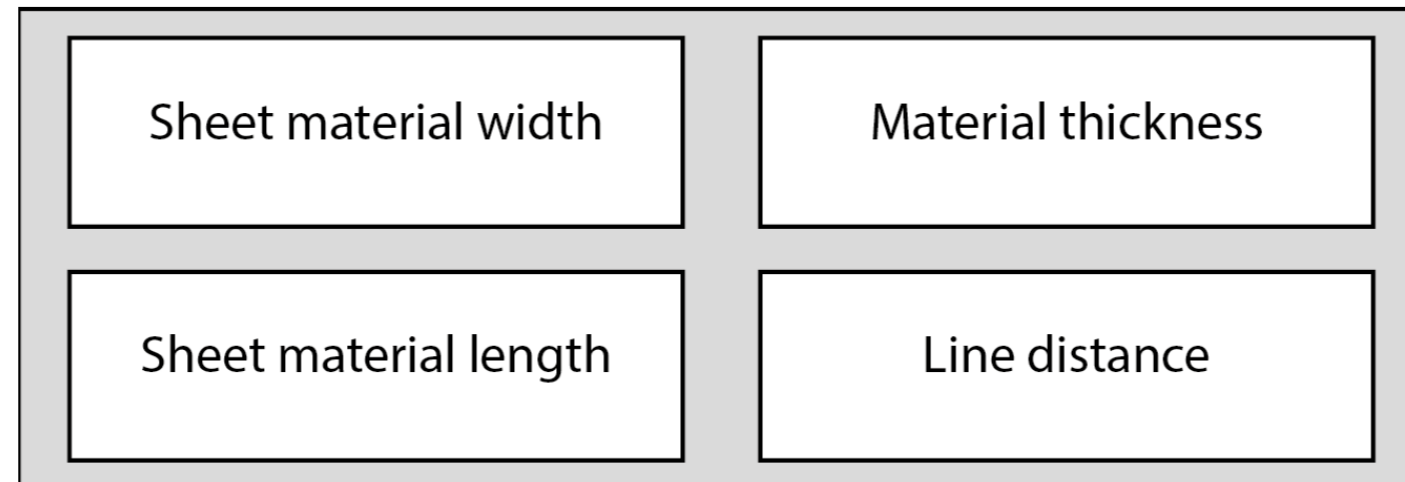 Sheet material width
Material thickness
Sheet material length
Line distance